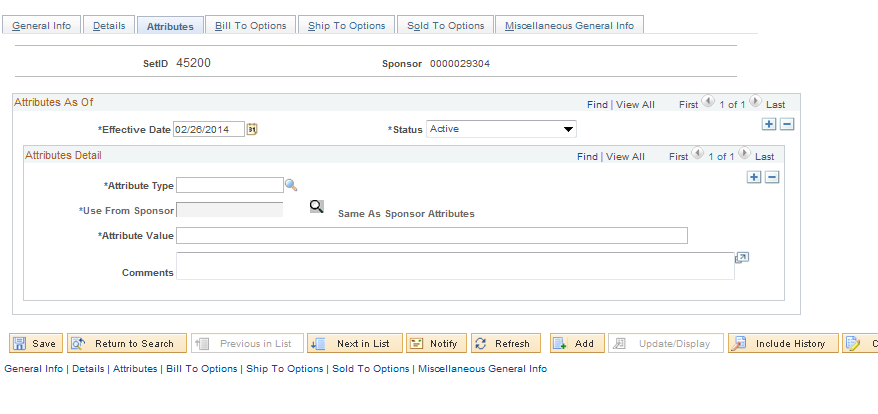 General Info Details Attributes Bill To Options Ship To Options Sold To Options Miscellaneous General Info
SetID 45200 Sponsor 0000029304
Attributes As Of Find | View All First 1 of 1 Last
*Effective Date 02/26/2014 31 *Status Active
Attributes Detail Find | View All First 1 of 1 Last
*Attribute Type
*Use From Sponsor Same As Sponsor Attributes
*Attribute Value
Comments
Save Return to Search Previous in List Next in List Notify Refresh Add Update/Display Include History C
General Info | Details | Attributes | Bill To Options | Ship To Options | Sold To Options | Miscellaneous General Info